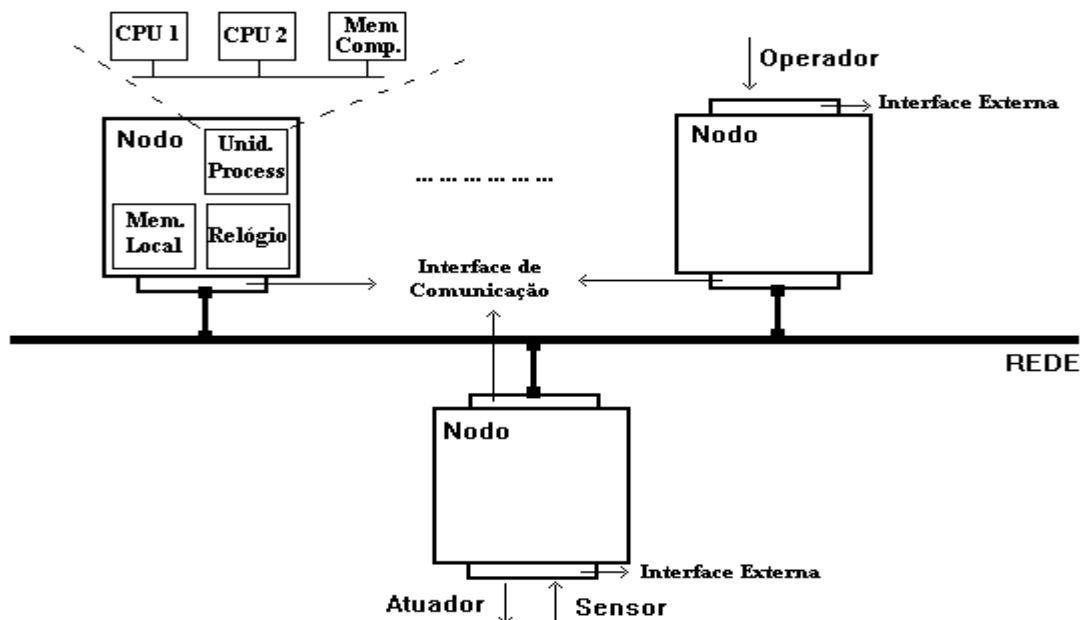 CPU 1
CPU 2
Mem
Comp.
Operador
Interface Externa
Nodo
Unid.
Process
Mem.
Local
Relógio
Nodo
Interface de
Comunicação
REDE
Nodo
Interface Externa
Atuador
Sensor